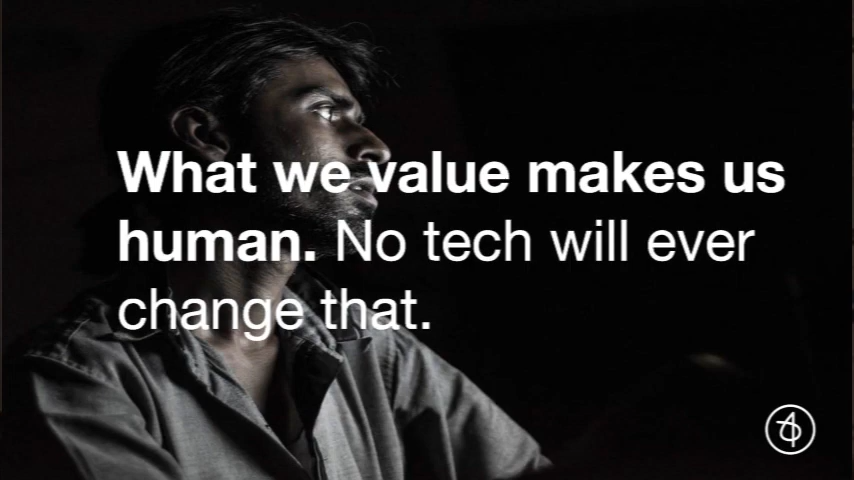 What we value makes us
human. No tech will ever
change that.